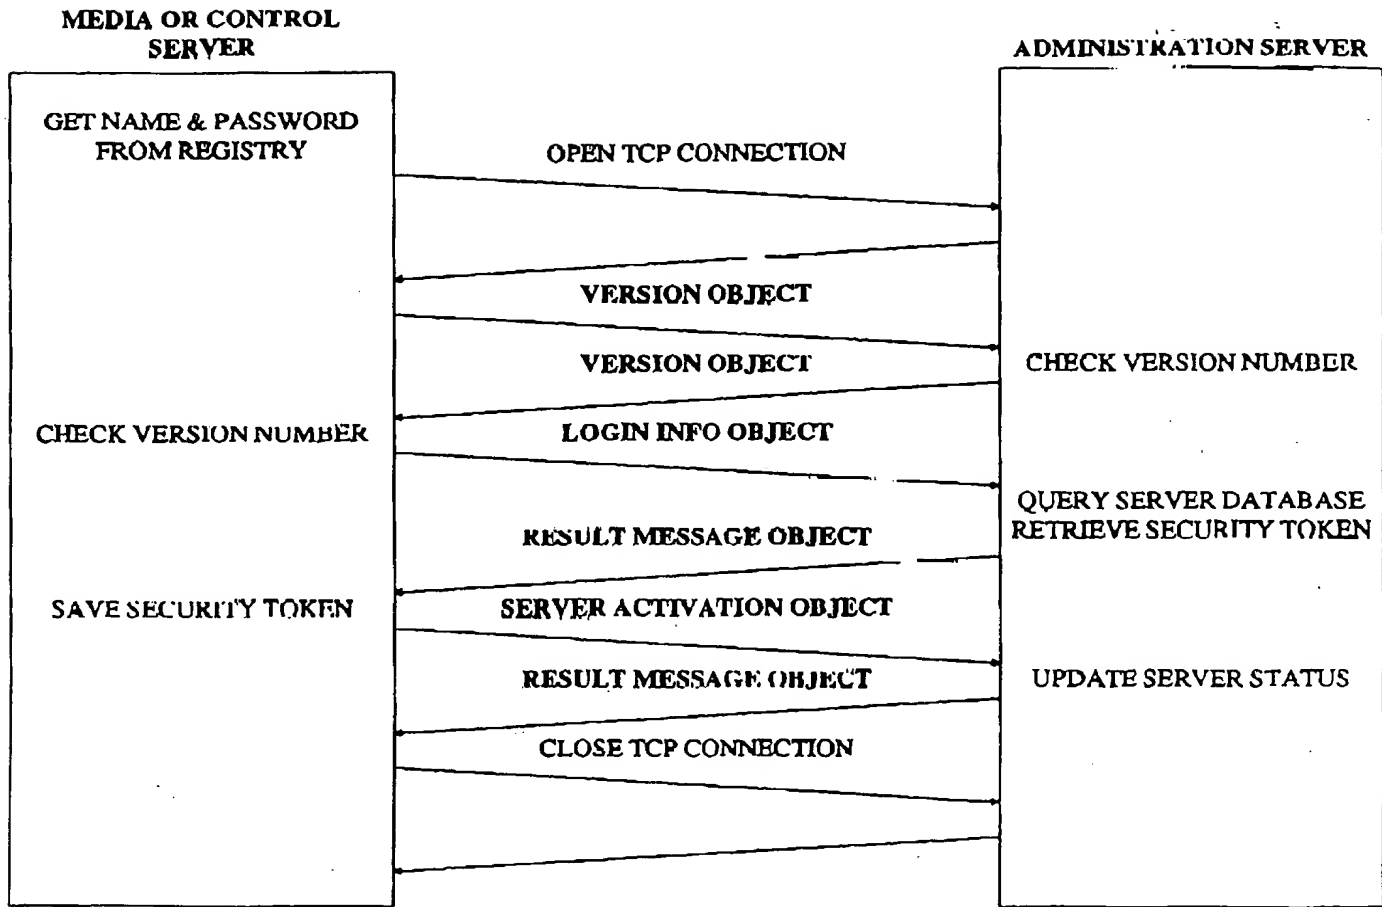 MEDIA OR CONTROL
SERVER
ADMINISTRATION SERVER
GET NAME & PASSWORD
FROM REGISTRY
OPEN TCP CONNECTION
VERSION OBJECT
VERSION OBJECT
CHECK VERSION NUMBER
CHECK VERSION NUMBER
LOGIN INFO OBJECT
QUERY SERVER DATABASE
RETRIEVE SECURITY TOKEN
RESULT MESSAGE OBJECT
SAVE SECURITY TOKEN
SERVER ACTIVATION OBJECT
RESULT MESSAGE OBJECT
UPDATE SERVER STATUS
CLOSE TCP CONNECTION